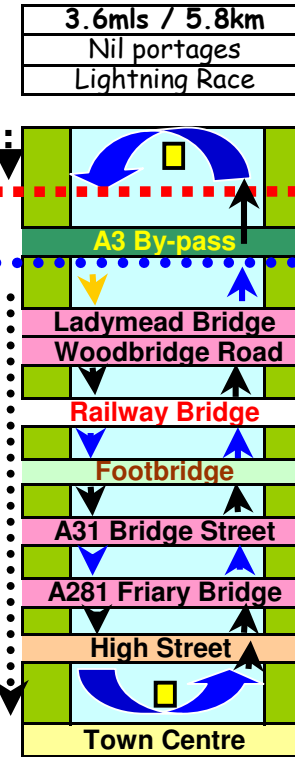 3.6mls / 5.8km
Nil portages
Lightning Race
A3 By-pass
Ladymead Bridge
Woodbridge Road
Railway Bridge
Footbridge
A31 Bridge Street
A281 Friary Bridge
High Street
Town Centre